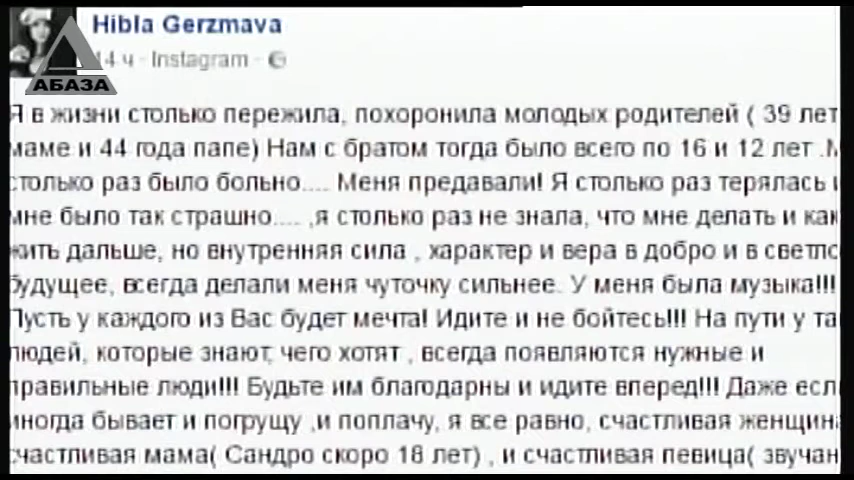 Hibla Gerzmava
14 ч · Instagram ·
АБАЗА
Я в жизни столько пережила, похоронила молодых родителей ( 39 лет
маме и 44 года папе) Нам с братом тогда было всего по 16 и 12 лет .М
столько раз было больно.... Меня предавали! Я столько раз терялась и
мне было так страшно.... ,я столько раз не знала, что мне делать и как
жить дальше, но внутренняя сила , характер и вера в добро и в светло
будущее, всегда делали меня чуточку сильнее. У меня была музыка!!!
Пусть у каждого из Вас будет мечта! Идите и не бойтесь!!! На пути у та
людей, которые знают, чего хотят , всегда появляются нужные и
правильные люди!!! Будьте им благодарны и идите вперед!!! Даже есл
иногда бывает и погрущу ,и поплачу, я все равно, счастливая женщина
счастливая мама( Сандро скоро 18 лет) , и счастливая певица( звучан